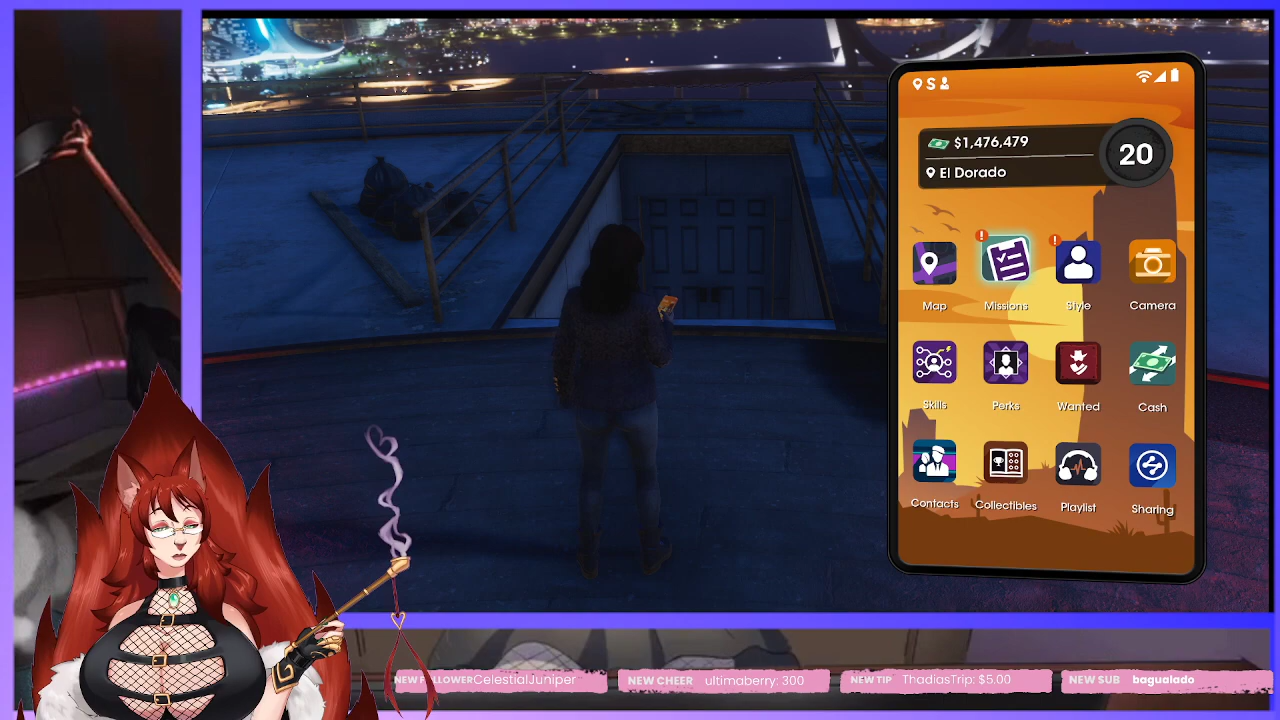 S
$1,476,479
20
El Dorado
Map
Missions
Style
Camera
Skills
Perks
Wanted
Cash
Contacts
Collectibles
Playlist
Sharing
NEW FOLLOWER CelestialJuniper
NEW CHEER ultimaberry: 300
NEW TIP ThadiasTrip: $5.00
NEW SUB bagualado